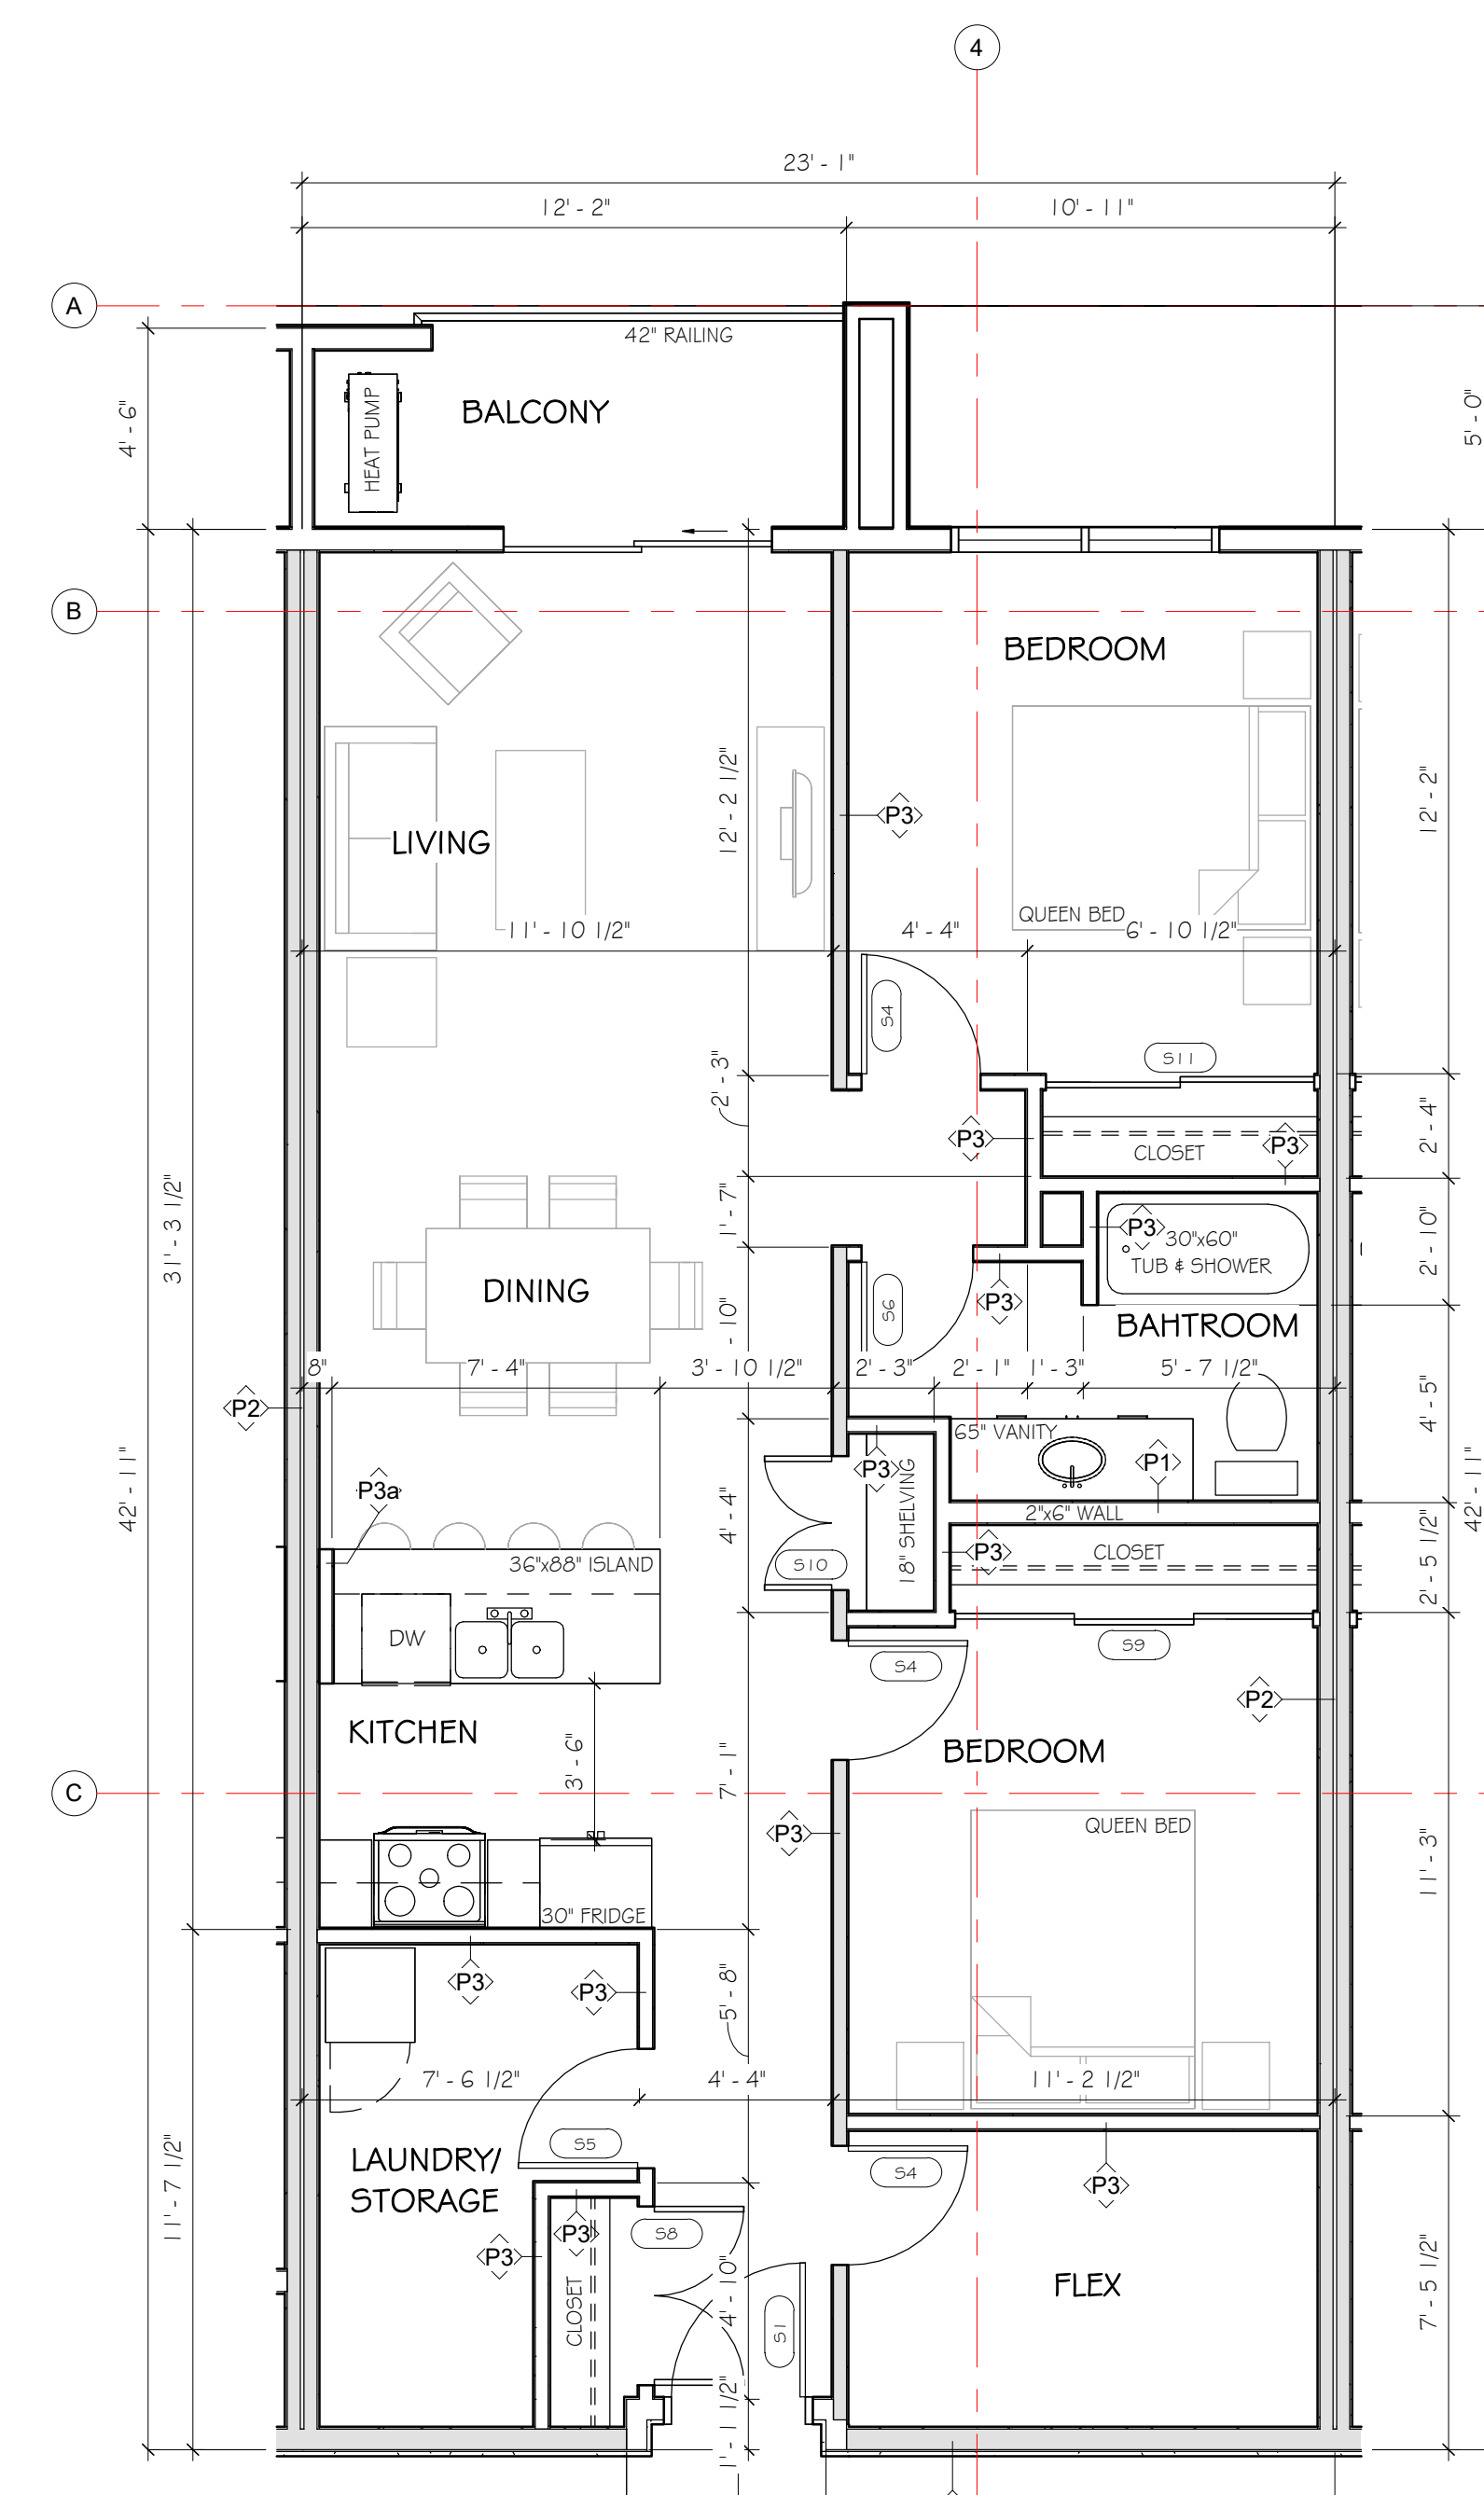 4
23' - 1"
12' - 2"
10' - 11"
A
42" RAILING
4' - 6"
5' - 0"
HEAT PUMP
BALCONY
B
BEDROOM
12' - 2 1/2"
12' - 2"
P3
LIVING
QUEEN BED
11' - 10 1/2"
4' - 4"
6' - 10 1/2"
S4
S11
2' - 3"
P3
CLOSET
P3
2' - 4"
31' - 3 1/2"
1' - 7"
P3
30"x60"
TUB & SHOWER
2' - 10"
DINING
S6
P3
- 10"
BAHTROOM
8"
7' - 4"
3' - 10 1/2"
2' - 3"
2' - 1"
1' - 3"
5' - 7 1/2"
P2
4' - 5"
65" VANITY
P3
P1
P3a
42' - 11"
4' - 4"
18" SHELVING
2"x6" WALL
42' - 11"
36"x88" ISLAND
S10
P3
CLOSET
2' - 5 1/2"
DW
S4
S9
P2
KITCHEN
3' - 6"
7' - 1"
BEDROOM
C
P3
QUEEN BED
11' - 3"
30" FRIDGE
P3
P3
5' - 8"
7' - 6 1/2"
4' - 4"
11' - 2 1/2"
S5
LAUNDRY/
STORAGE
11' - 7 1/2"
S4
P3
P3
S8
P3
4' - 10"
FLEX
CLOSET
S1
7' - 5 1/2"
1' - 1 1/2"